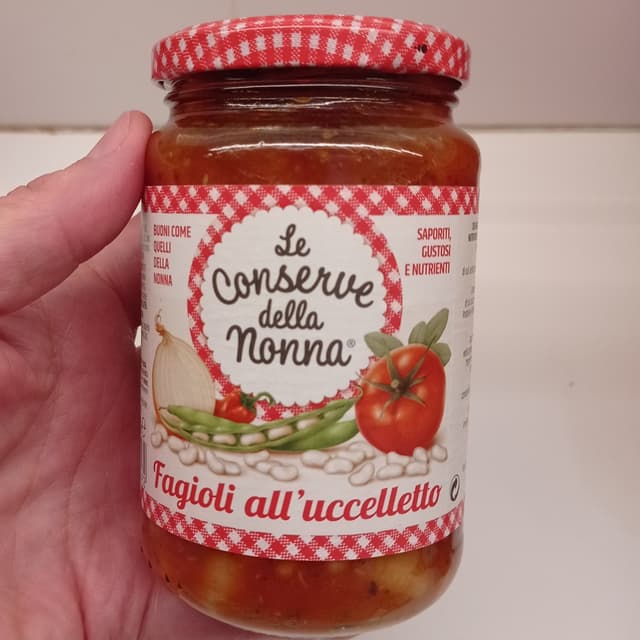 BUONI COME
QUELLI
DELLA
NONNA
Le
Conserve
della
Nonna®
SAPORITI,
GUSTOSI
E NUTRIENTI
Fagioli all'uccelletto